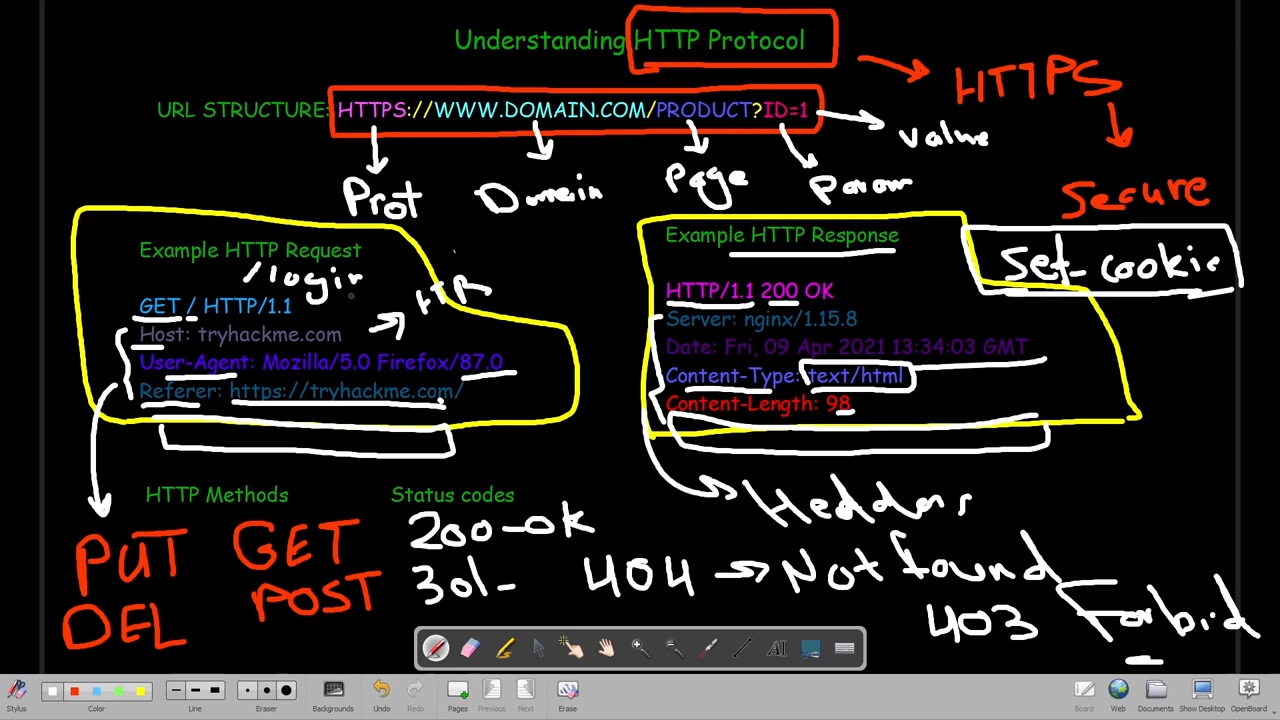 Understanding HTTP Protocol
HTTPS
URL STRUCTURE: HTTPS://WWW.DOMAIN.COM/PRODUCT?ID=1
value
Prot Domain Page Param
Secure
Example HTTP Request
/login
GET / HTTP/1.1
Host: tryhackme.com
User-Agent: Mozilla/5.0 Firefox/87.0
Referer: https://tryhackme.com/
Example HTTP Response
Set-cookie
HTTP/1.1 200 OK
Server: nginx/1.15.8
Date: Fri, 09 Apr 2021 13:34:03 GMT
Content-Type: text/html
Content-Length: 98
Hedders
HTTP Methods
PUT GET
DEL POST
Status codes
200-ok
301-
404 → Not found
403 Forbid
Stylus
Color
Line
Eraser
Backgrounds
Undo
Redo
Pages
Previous
Next
Erase
Board
Web
Documents
Show Desktop
OpenBoard